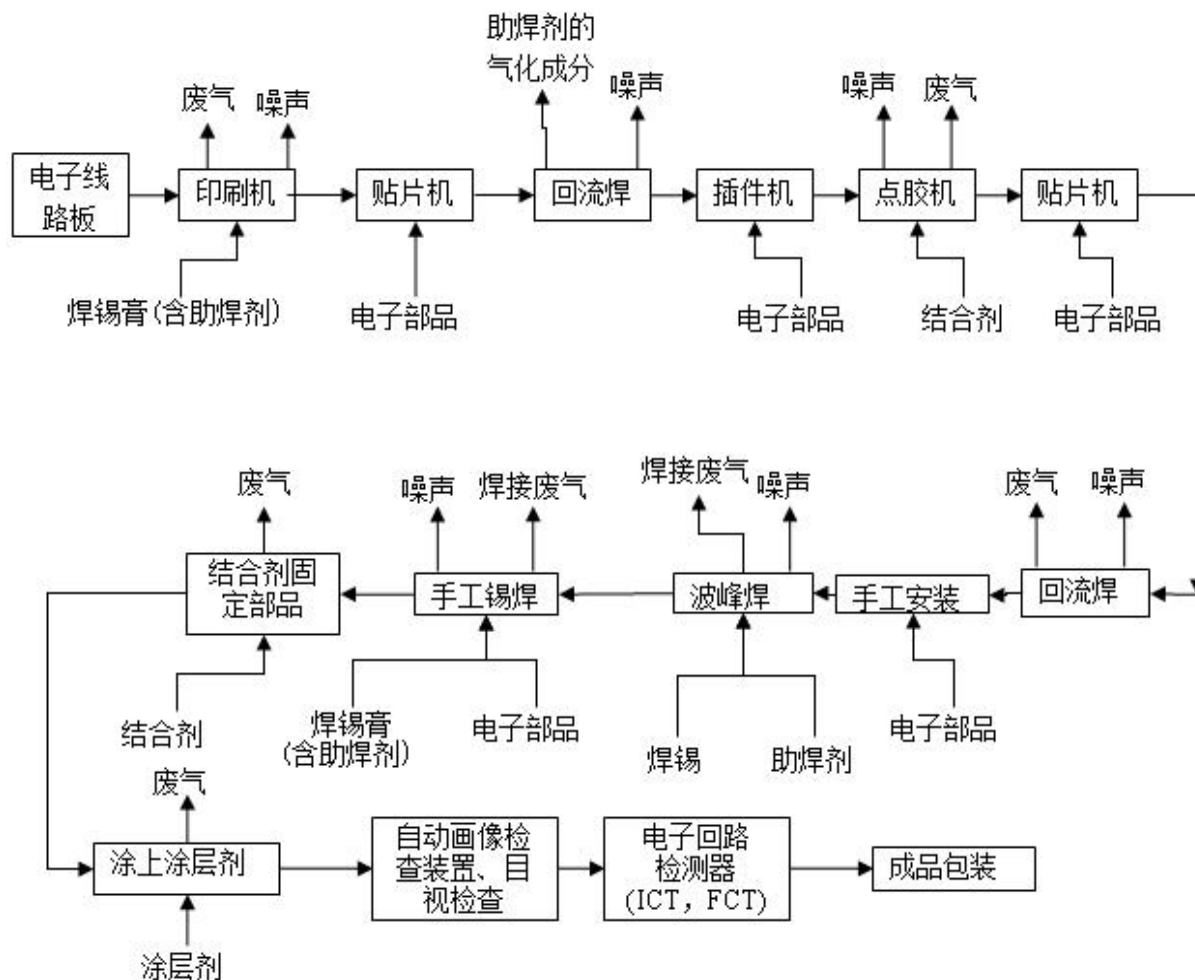 助焊剂的
气化成分
废气
噪声
噪声
噪声
废气
电子线
路板
印刷机
贴片机
回流焊
插件机
点胶机
贴片机
焊锡膏(含助焊剂)
电子部品
电子部品
结合剂
电子部品
废气
噪声
焊接废气
焊接废气
噪声
废气
噪声
结合剂固
定部品
手工锡焊
波峰焊
手工安装
回流焊
结合剂
焊锡膏
(含助焊剂)
电子部品
焊锡
助焊剂
电子部品
废气
涂上涂层剂
自动画像检
查装置、目
视检查
电子回路
检测器
(ICT，FCT)
成品包装
涂层剂